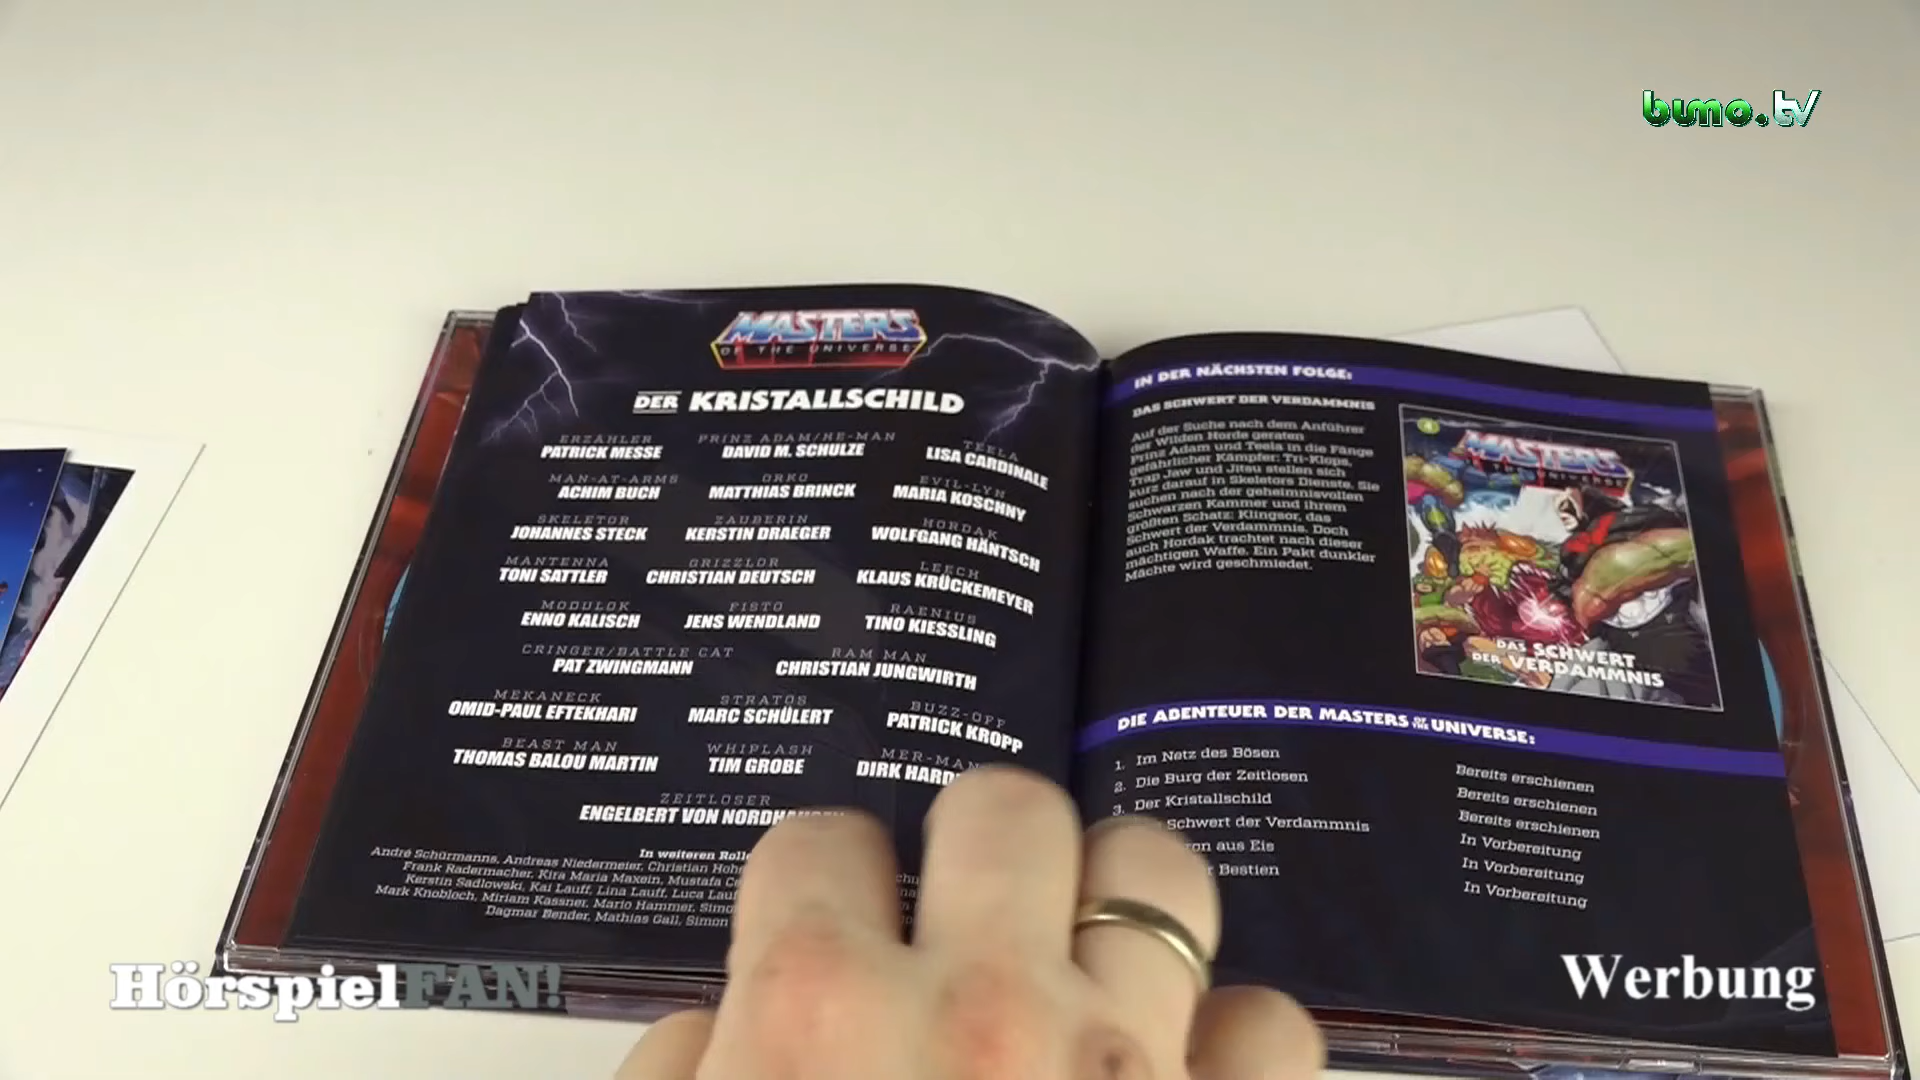 bumo.tv
MASTERS
OF THE UNIVERSE
DER KRISTALLSCHILD
ERZÄHLER PRINZ ADAM/HE-MAN TEELA
PATRICK MESSE DAVID M. SCHULZE LISA CARDINALE
MAN-AT-ARMS ORKO EVIL-LYN
ACHIM BUCH MATTHIAS BRINCK MARIA KOSCHNY
SKELETOR ZAUBERIN HORDAK
JOHANNES STECK KERSTIN DRAEGER WOLFGANG HÄNTSCH
MANTENNA GRIZZLOR LEECH
TONI SATTLER CHRISTIAN DEUTSCH KLAUS KRÜCKEMEYER
MODULOK FISTO RAENIUS
ENNO KALISCH JENS WENDLAND TINO KIESSLING
CRINGER/BATTLE CAT RAM MAN
PAT ZWINGMANN CHRISTIAN JUNGWIRTH
MEKANECK STRATOS BUZZ-OFF
OMID-PAUL EFTEKHARI MARC SCHÜLERT PATRICK KROPP
BEAST MAN WHIPLASH MER-MAN
THOMAS BALOU MARTIN TIM GROBE DIRK
ZEITLOSER
ENGELBERT VON
In weiteren
André Schürmanns, Andreas Niedermeier, Christian
Frank Radermacher, Kira Maria Maxein, Mustafa
Kerstin Sadlowski, Kai Lauff, Lina Lauff, Luca
Mark Knobloch, Miriam Kassner, Mario Hammer,
Dagmar Bender, Mathias Gall, Simon
IN DER NÄCHSTEN FOLGE:
DAS SCHWERT DER VERDAMMNIS
Auf der Suche nach dem Anführer
der Wilden Horde geraten
Prinz Adam und Teela in die Fänge
gefährlicher Kämpfer: Tri-Klops,
Trap Jaw und Jitsu stellen sich
kurz darauf in Skeletors Dienste. Sie
suchen nach der geheimnisvollen
Schwarzen Kammer und ihrem
größten Schatz: Klingsor, das
Schwert der Verdammnis. Doch
auch Hordak trachtet nach dieser
mächtigen Waffe. Ein Pakt dunkler
Mächte wird geschmiedet.
4
MASTERS
OF THE UNIVERSE
DAS SCHWERT
DER VERDAMMNIS
DIE ABENTEUER DER MASTERS OF THE UNIVERSE:
1. Im Netz des Bösen Bereits erschienen
2. Die Burg der Zeitlosen Bereits erschienen
3. Der Kristallschild Bereits erschienen
Schwert der Verdammnis In Vorbereitung
aus Eis In Vorbereitung
Bestien In Vorbereitung
HörspielFAN!
Werbung